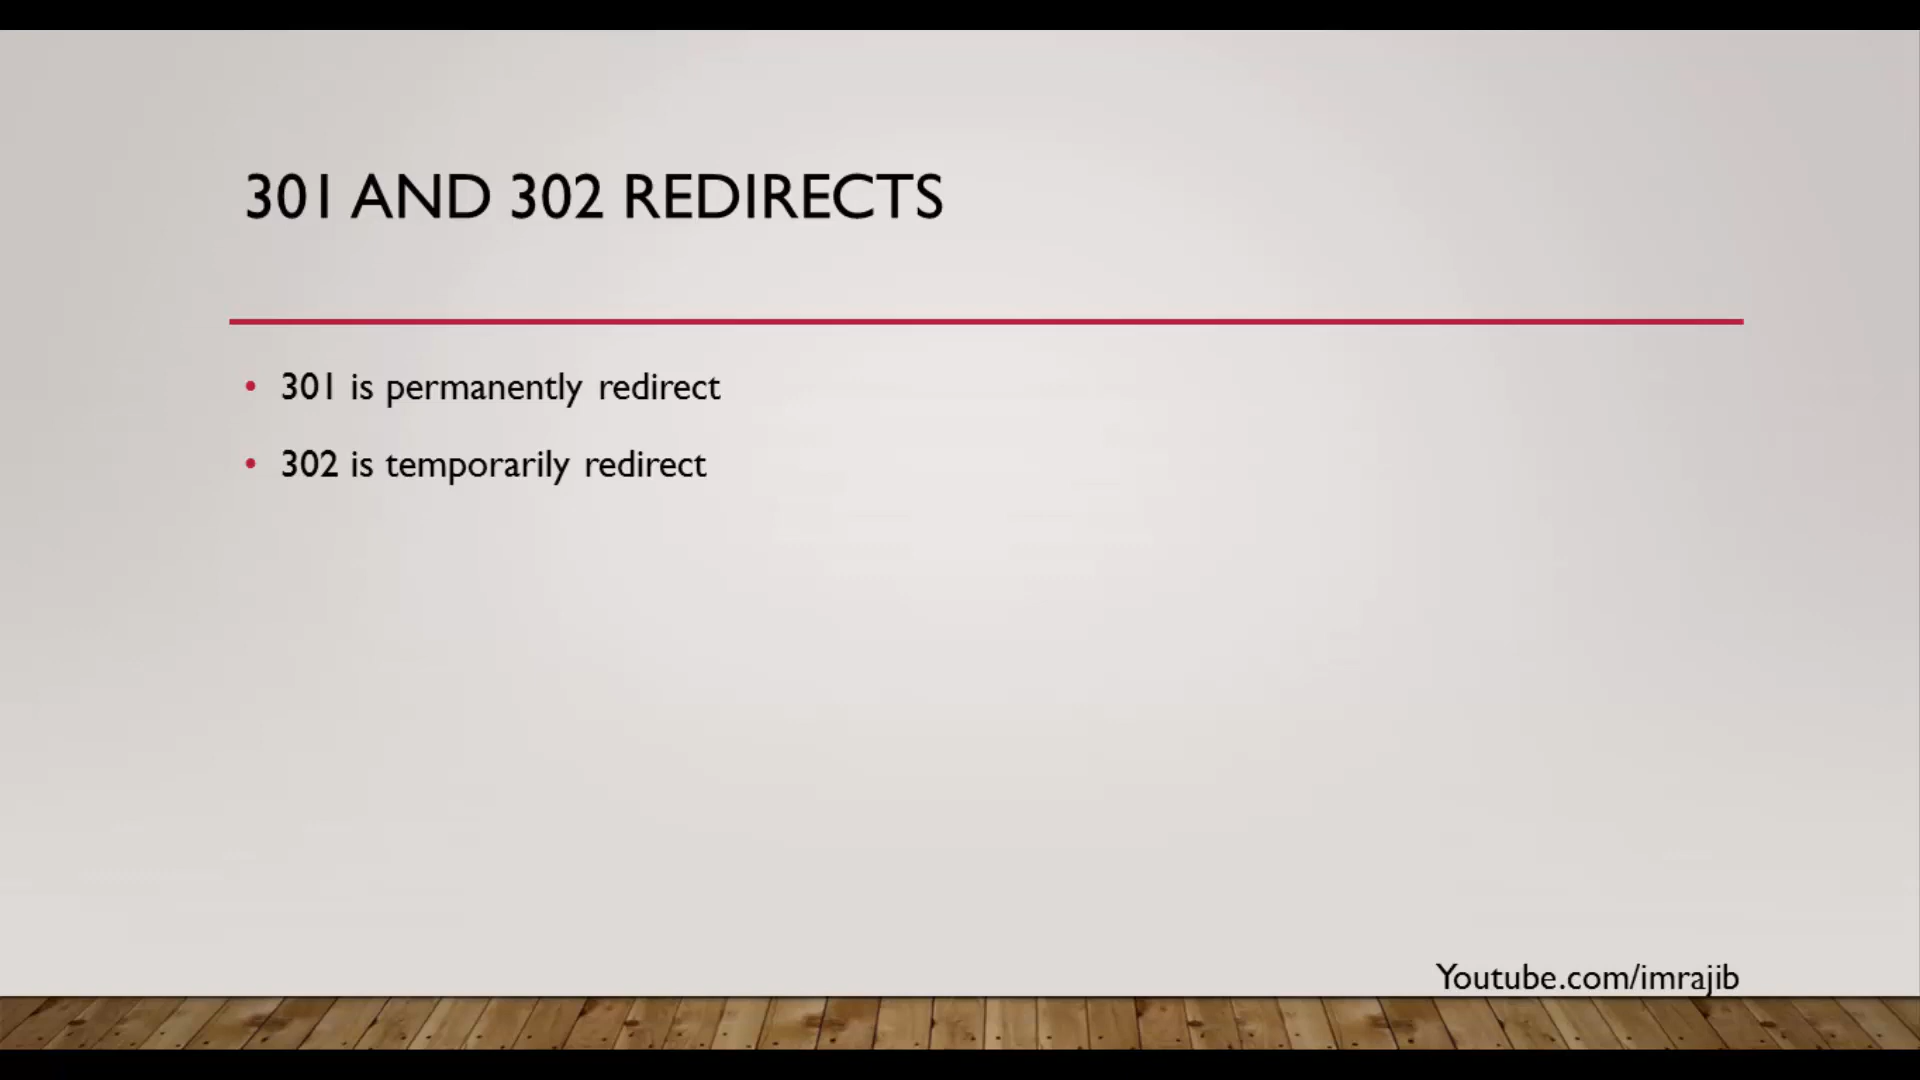 301 AND 302 REDIRECTS
• 301 is permanently redirect
• 302 is temporarily redirect
Youtube.com/imrajib